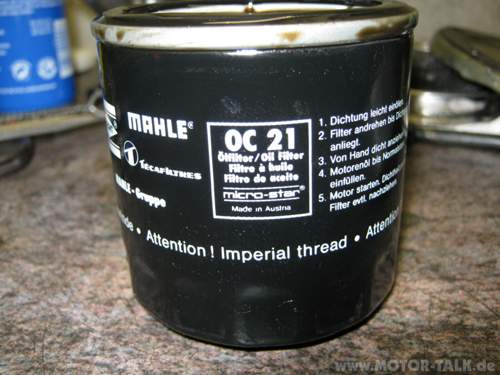 MAHLE®
TECAFILTRES
-Gruppe
OC 21
Ölfilter/Oil Filter
Filtre à huile
Filtro de aceite
micro-star®
Made in Austria
1. Dichtung leicht
2. Filter andrehen bis
anliegt.
3. Von Hand dicht
4. Motorenöl bis
einfüllen.
5. Motor starten,
Filter evtl. nachziehen
• Attention! Imperial thread •
www.MOTOR-TALK.de